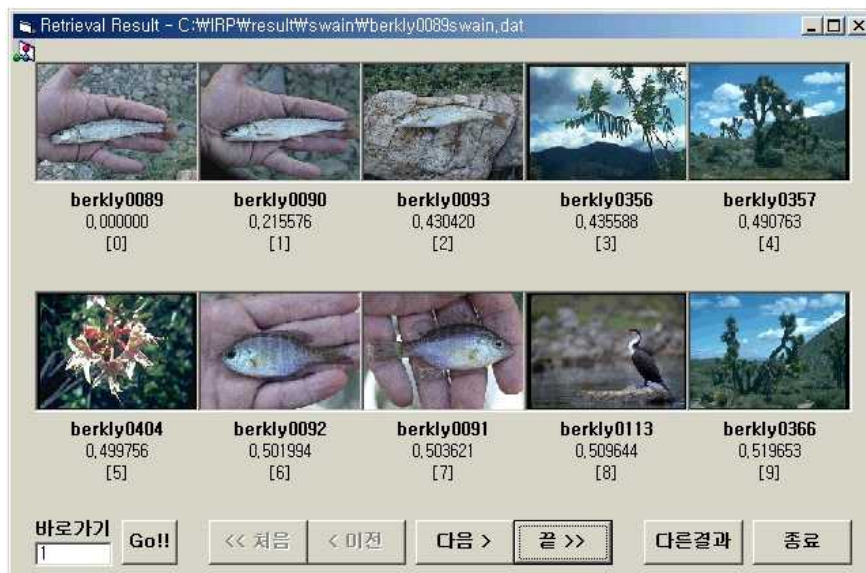 Retrieval Result - C:₩IRP₩result₩swain₩berkly0089swain,dat
berkly0089 berkly0090 berkly0093 berkly0356 berkly0357
0,000000 0,215576 0,430420 0,435588 0,490763
[0] [1] [2] [3] [4]
berkly0404 berkly0092 berkly0091 berkly0113 berkly0366
0,499756 0,501994 0,503621 0,509644 0,519653
[5] [6] [7] [8] [9]
바로가기
1 Go!! << 처음 < 이전 다음 > 끝 >> 다른결과 종료